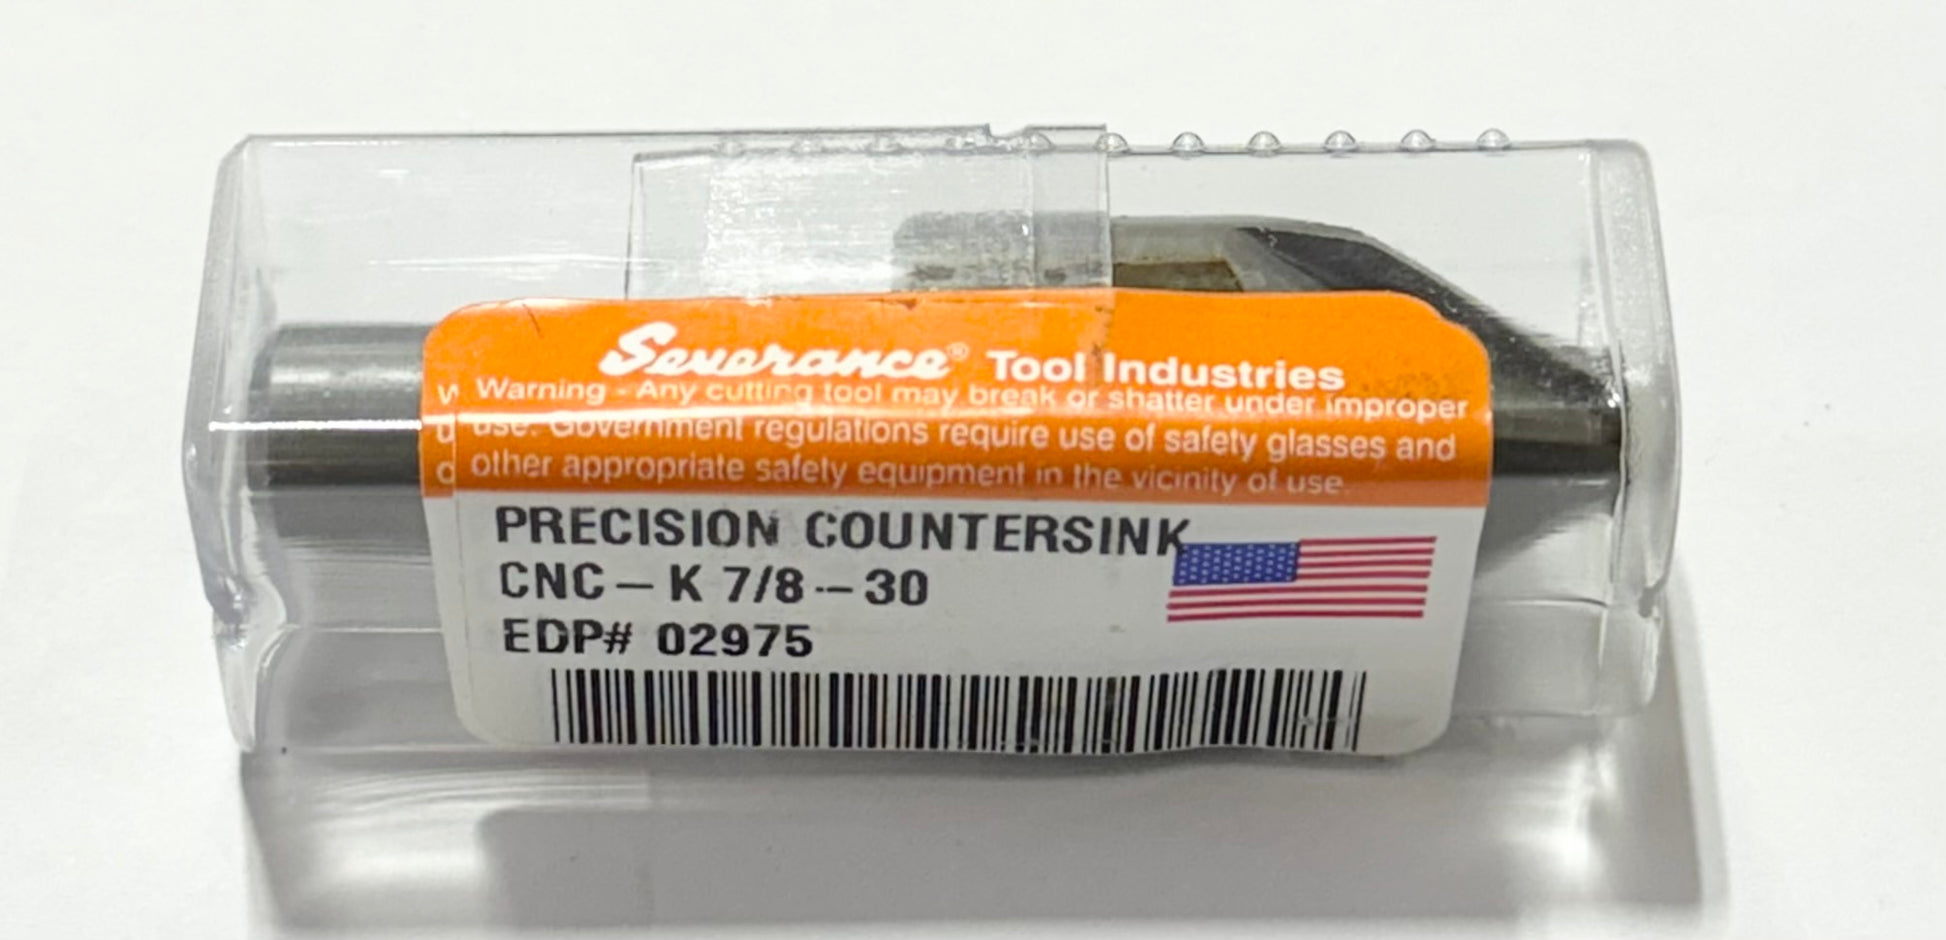 Severance® Tool Industries
Warning - Any cutting tool may break or shatter under improper
use. Government regulations require use of safety glasses and
other appropriate safety equipment in the vicinity of use.
PRECISION COUNTERSINK
CNC - K 7/8 - 30
EDP# 02975